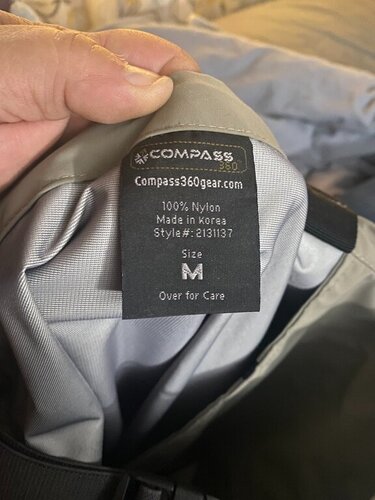 COMPASS
360
Compass360gear.com
100% Nylon
Made in Korea
Style#: 2131137
Size
M
Over for Care